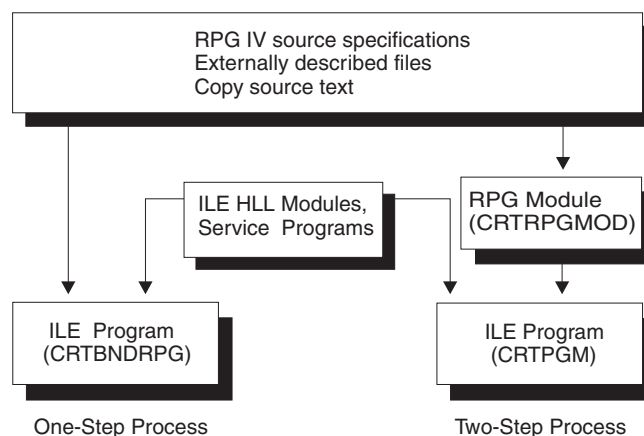 RPG IV source specifications
Externally described files
Copy source text
ILE HLL Modules,
Service Programs
RPG Module
(CRTRPGMOD)
ILE Program
(CRTBNDRPG)
ILE Program
(CRTPGM)
One-Step Process
Two-Step Process